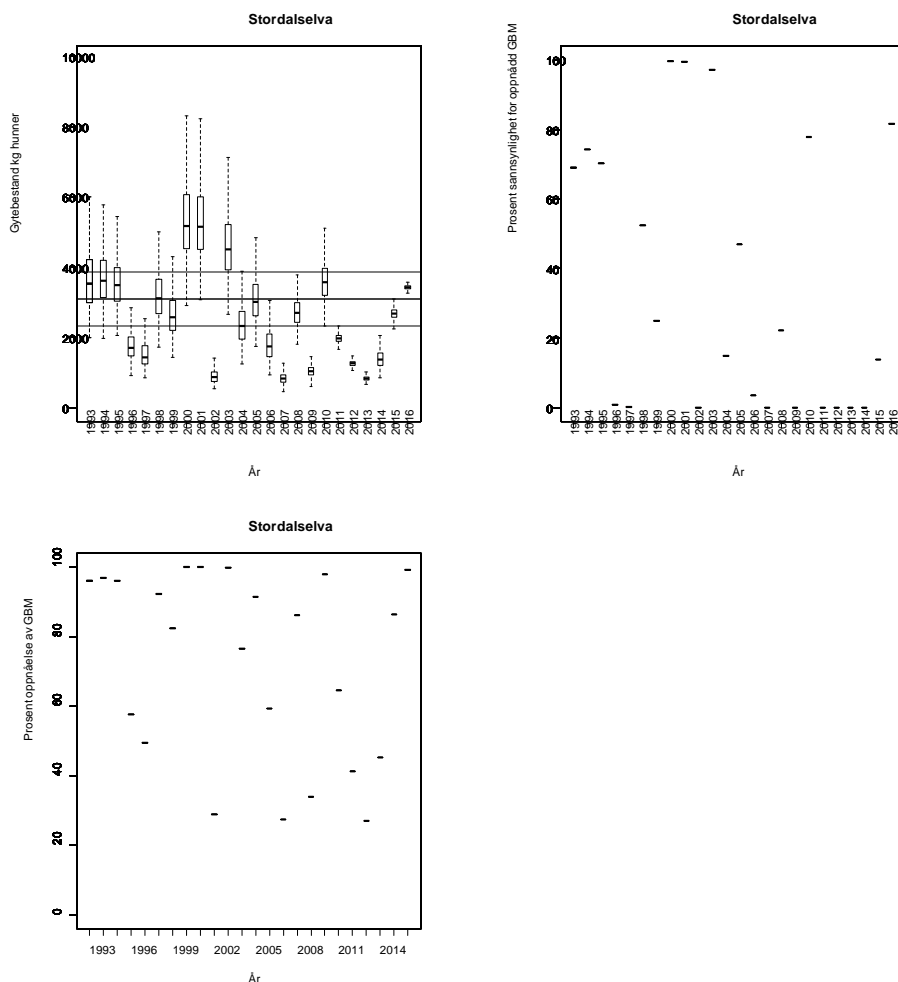 Stordalselva
Gytebestand kg hunner
10000
8000
6000
4000
2000
0
1993 1994 1995 1996 1997 1998 1999 2000 2001 2002 2003 2004 2005 2006 2007 2008 2009 2010 2011 2012 2013 2014 2015 2016
År
Stordalselva
Prosent sannsynlighet for oppnådd GBM
100
80
60
40
20
0
1993 1994 1995 1996 1997 1998 1999 2000 2001 2002 2003 2004 2005 2006 2007 2008 2009 2010 2011 2012 2013 2014 2015 2016
År
Stordalselva
Prosent oppnåelse av GBM
100
80
60
40
20
0
1993 1996 1999 2002 2005 2008 2011 2014
År